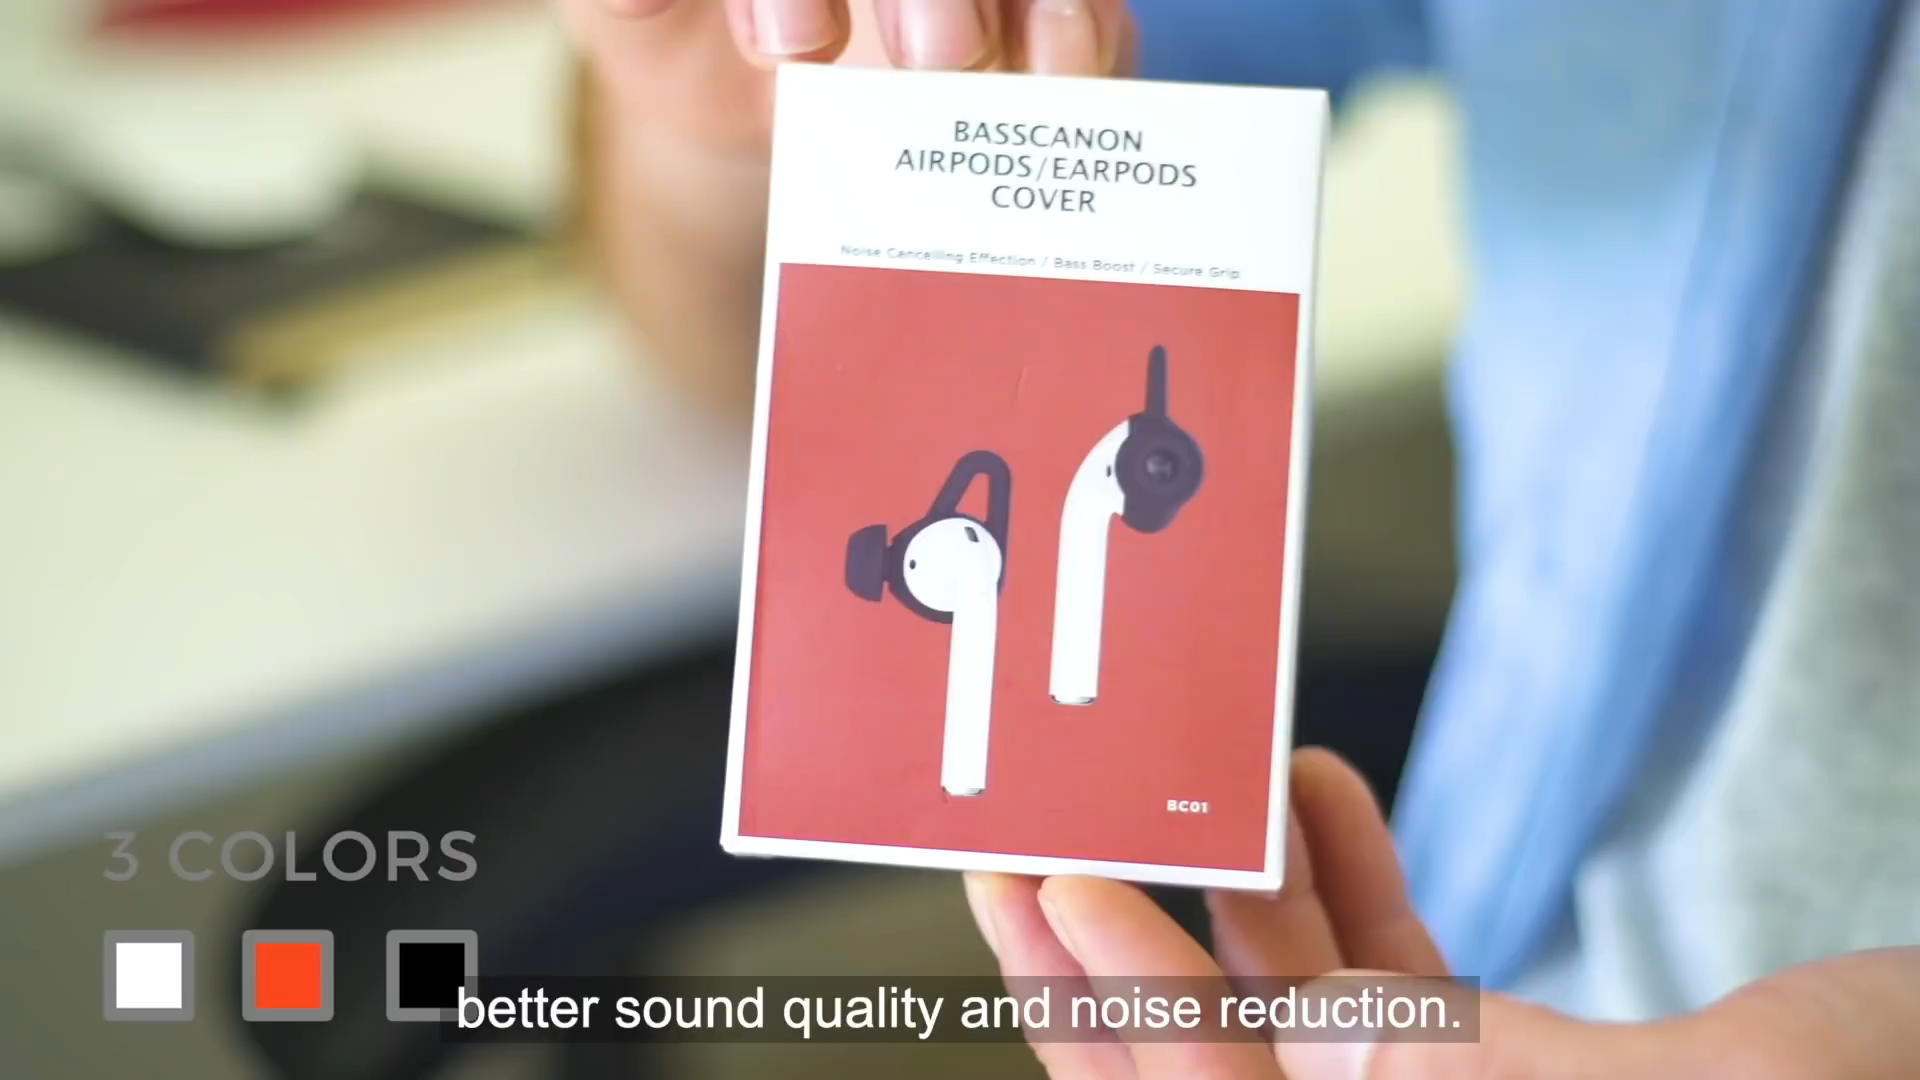 BASSCANON
AIRPODS/EARPODS
COVER
Noise Cancelling Effection / Bass Boost / Secure Grip
BC01
3 COLORS
better sound quality and noise reduction.